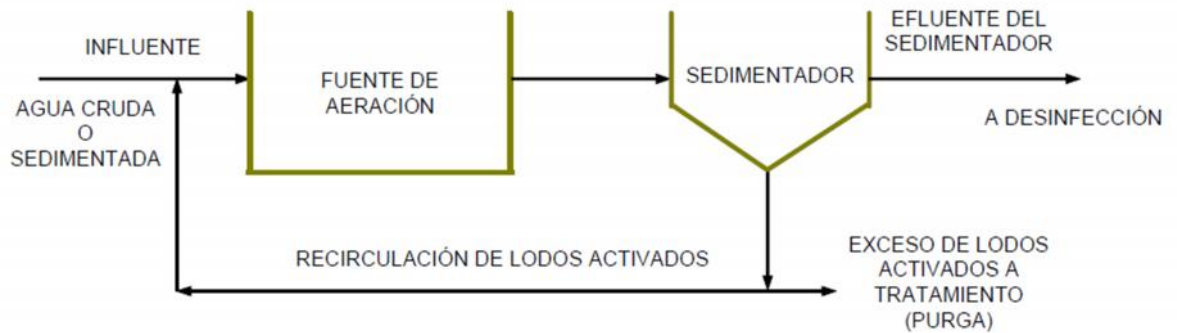 INFLUENTE
AGUA CRUDA
O
SEDIMENTADA
FUENTE DE
AERACIÓN
SEDIMENTADOR
EFLUENTE DEL
SEDIMENTADOR
A DESINFECCIÓN
RECIRCULACIÓN DE LODOS ACTIVADOS
EXCESO DE LODOS
ACTIVADOS A
TRATAMIENTO
(PURGA)